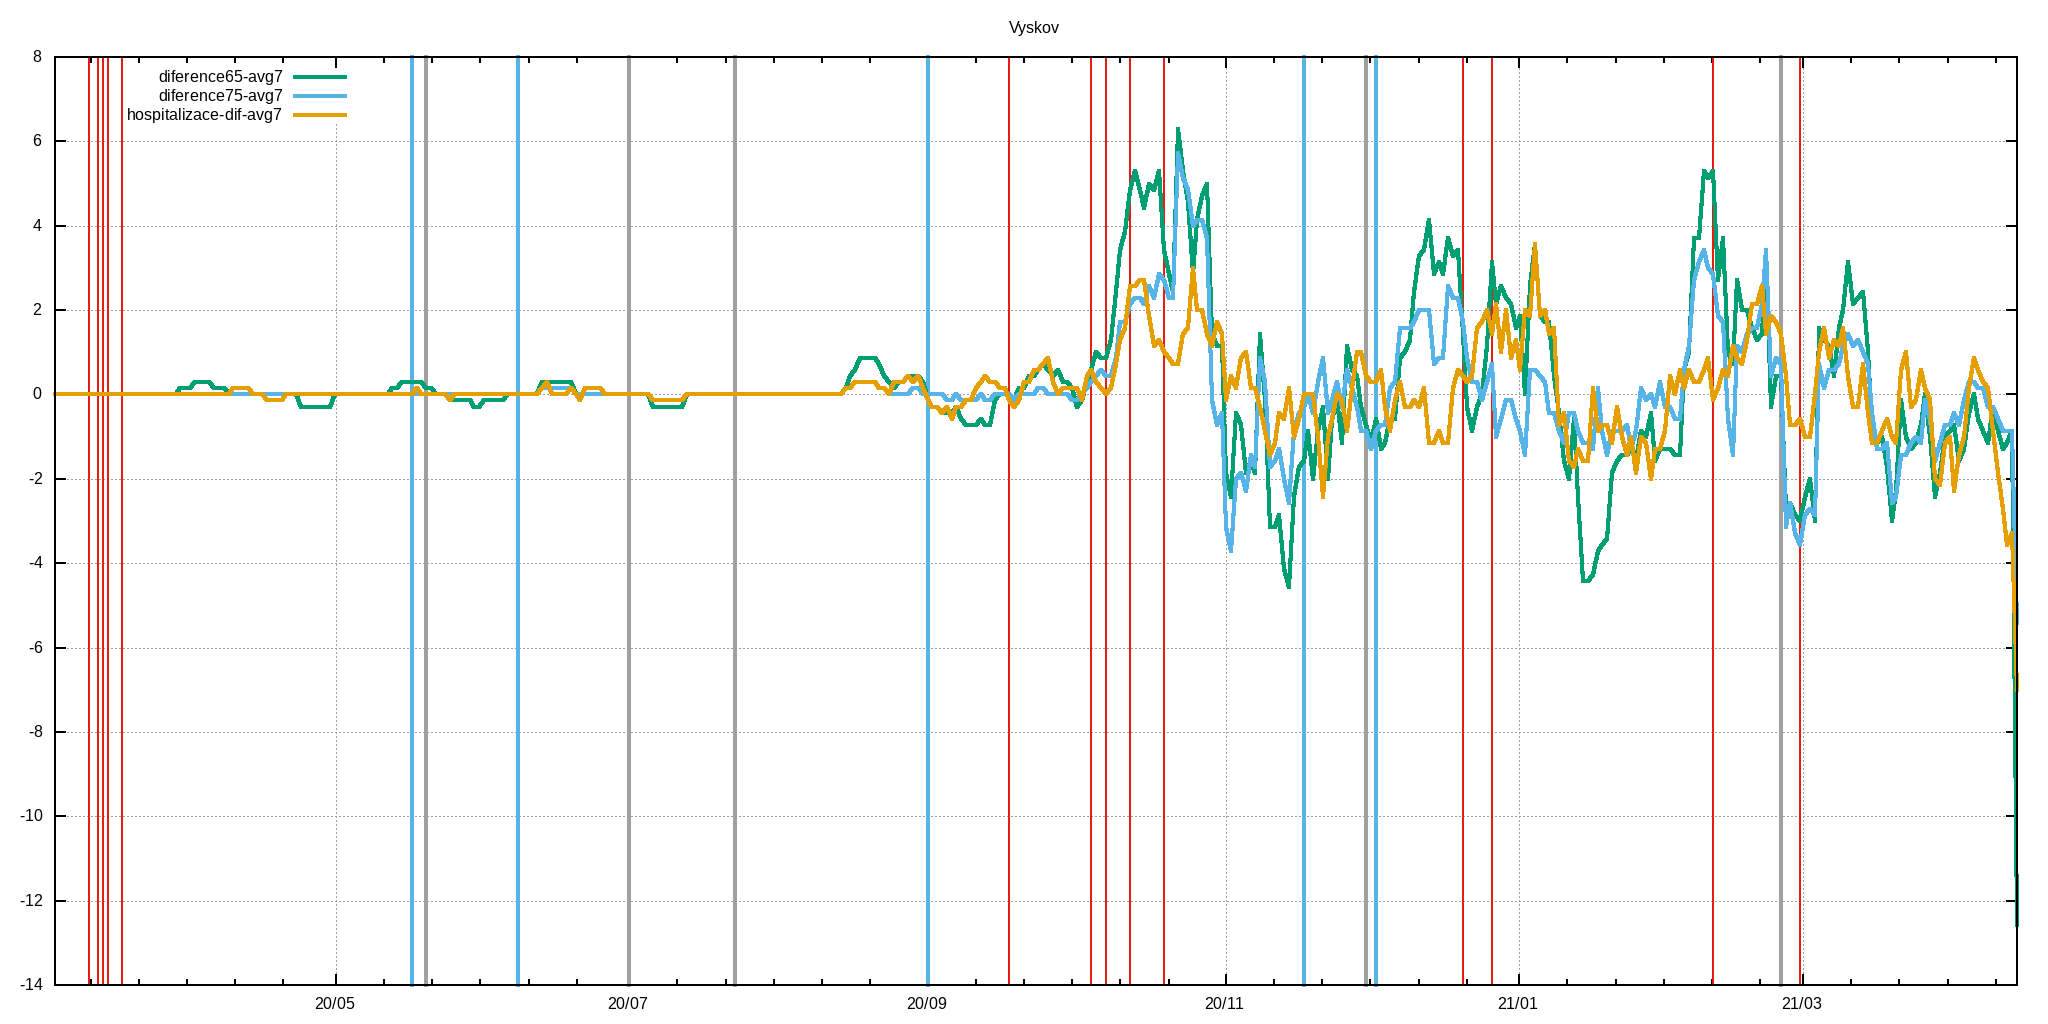 Vyskov
8
diference65-avg7
diference75-avg7
hospitalizace-dif-avg7
6
4
2
0
-2
-4
-6
-8
-10
-12
-14
20/05 20/07 20/09 20/11 21/01 21/03